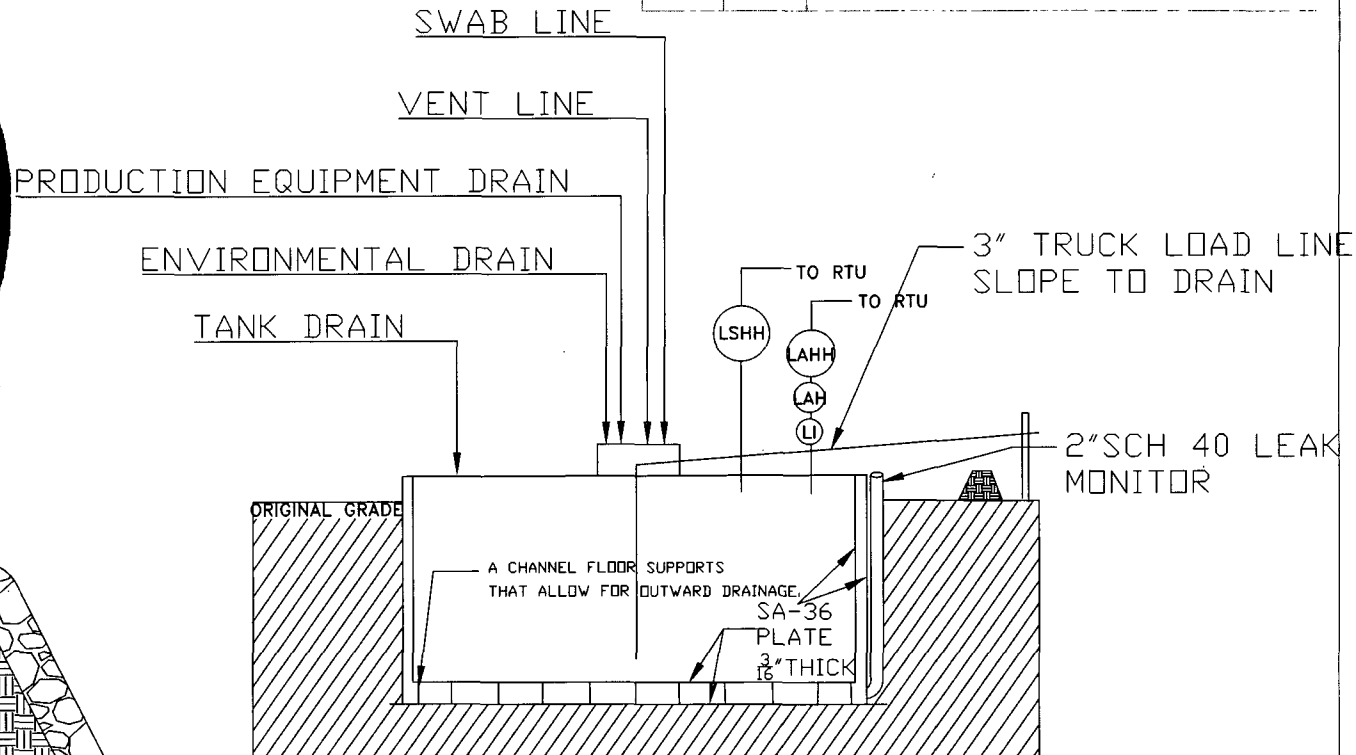 SWAB LINE
VENT LINE
PRODUCTION EQUIPMENT DRAIN
ENVIRONMENTAL DRAIN
TANK DRAIN
TO RTU
TO RTU
3" TRUCK LOAD LINE
SLOPE TO DRAIN
LSHH
LAHH
LAH
LI
2"SCH 40 LEAK
MONITOR
ORIGINAL GRADE
A CHANNEL FLOOR SUPPORTS
THAT ALLOW FOR OUTWARD DRAINAGE.
SA-36
PLATE
3/16" THICK